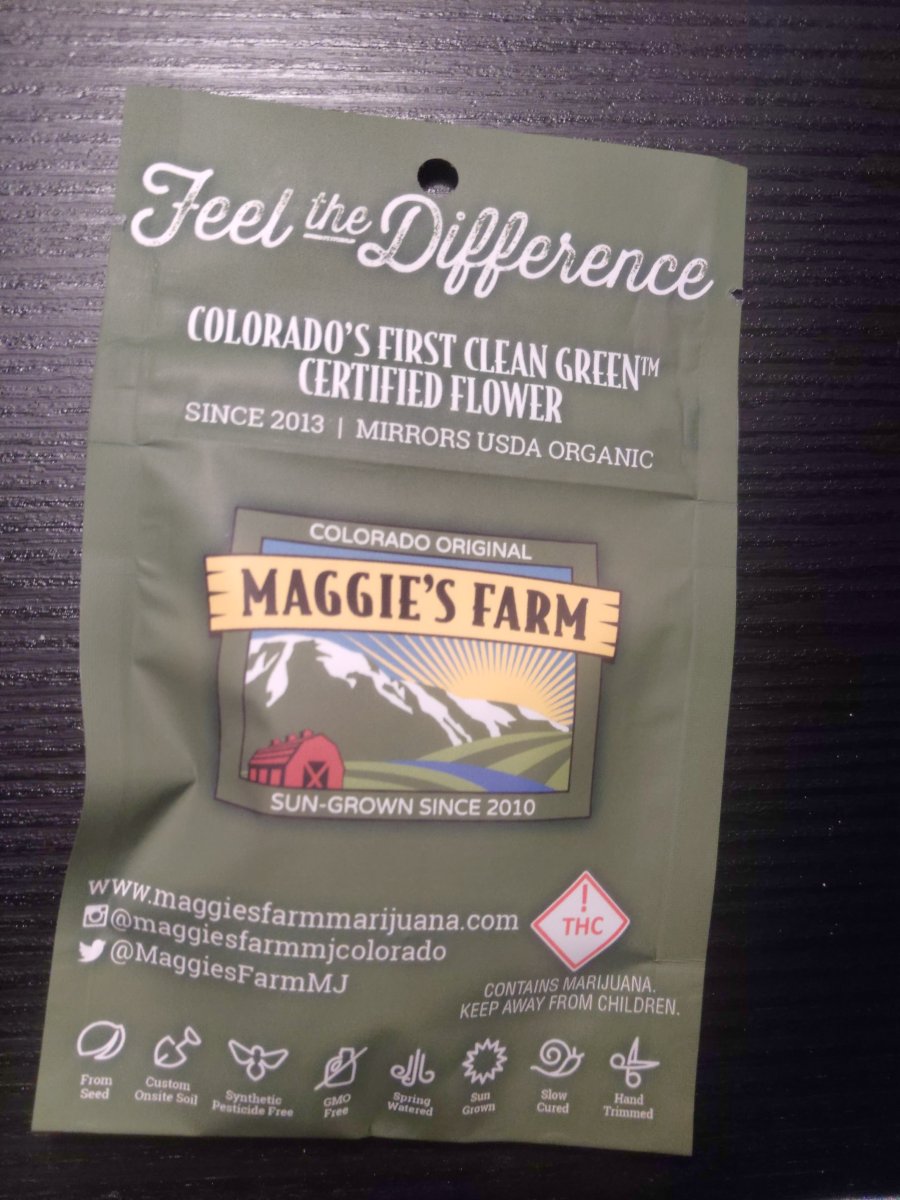 Feel the Difference
COLORADO'S FIRST CLEAN GREEN™
CERTIFIED FLOWER
SINCE 2013 | MIRRORS USDA ORGANIC
COLORADO ORIGINAL
MAGGIE'S FARM
SUN-GROWN SINCE 2010
www.maggiesfarmmarijuana.com
@maggiesfarmmjcolorado
@MaggiesFarmMJ
!
THC
CONTAINS MARIJUANA.
KEEP AWAY FROM CHILDREN.
From
Seed
Custom
Onsite Soil
Synthetic
Pesticide Free
GMO
Free
Spring
Watered
Sun
Grown
Slow
Cured
Hand
Trimmed